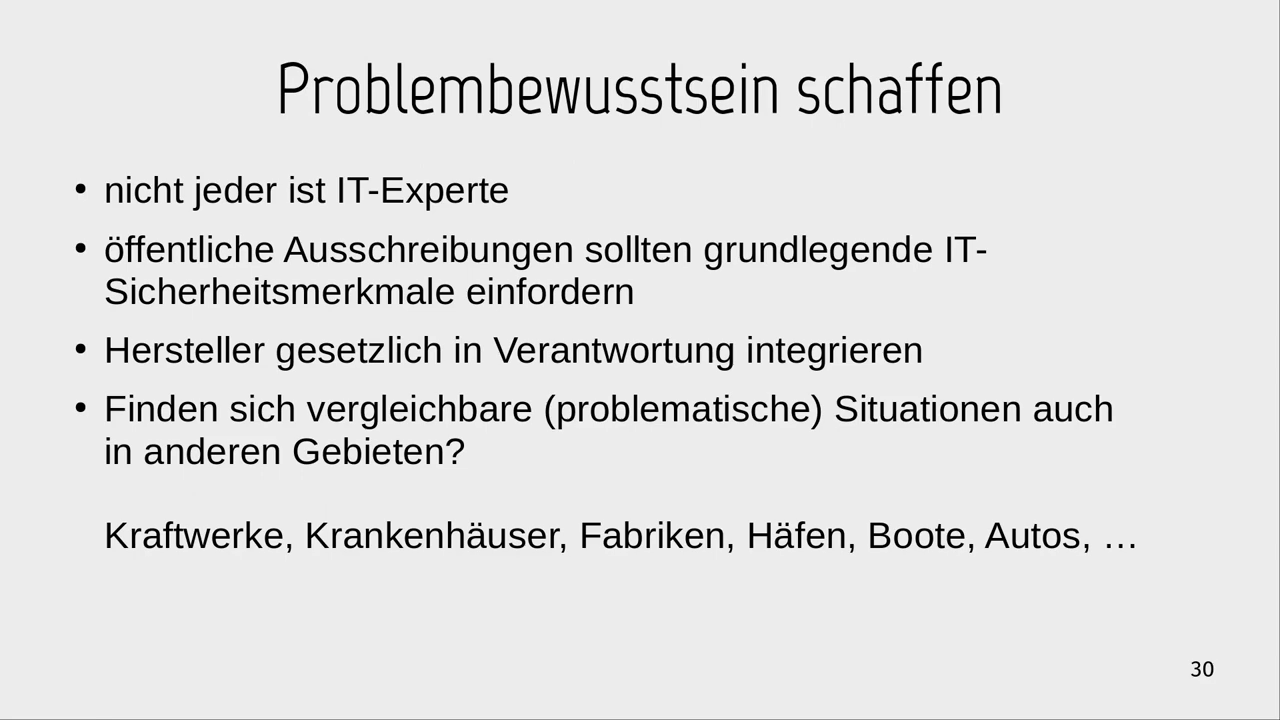 Problembewusstsein schaffen
• nicht jeder ist IT-Experte
• öffentliche Ausschreibungen sollten grundlegende IT-
Sicherheitsmerkmale einfordern
• Hersteller gesetzlich in Verantwortung integrieren
• Finden sich vergleichbare (problematische) Situationen auch
in anderen Gebieten?
Kraftwerke, Krankenhäuser, Fabriken, Häfen, Boote, Autos, …
30